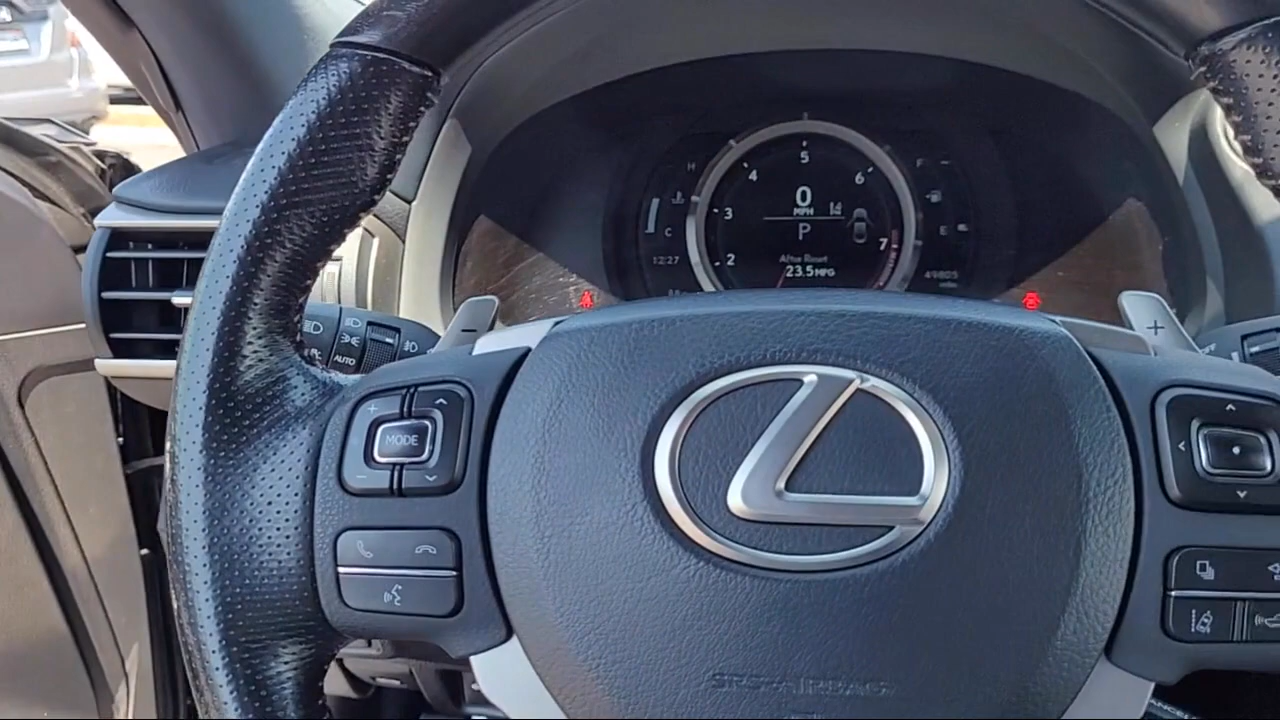 H
C
12:27
2
3
4
5
6
7
0
MPH
P
After Reset
23.5 MPG
F
E
49805
miles
AUTO
−
+
+
MODE
−
SRS AIRBAG